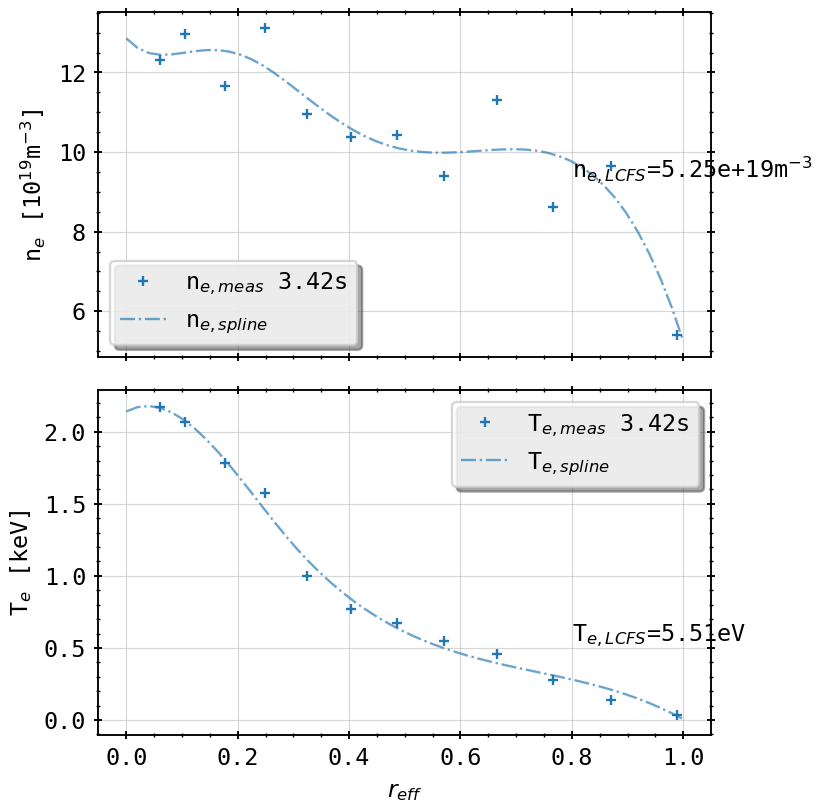 12
10
8
6
n_e [10^19 m^−3]
n_e,LCFS=5.25e+19m^−3
n_e,meas 3.42s
n_e,spline
2.0
1.5
1.0
0.5
0.0
T_e [keV]
T_e,meas 3.42s
T_e,spline
T_e,LCFS=5.51eV
0.0 0.2 0.4 0.6 0.8 1.0
r_eff